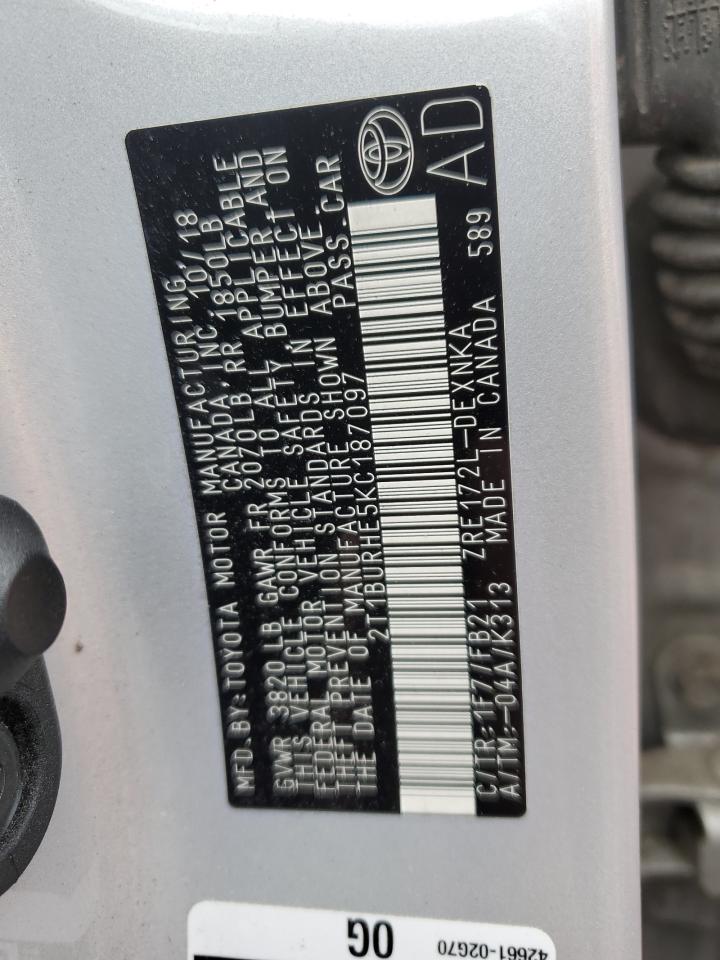 MFD. BY: TOYOTA MOTOR MANUFACTURING
CANADA, INC. 10/18
GVWR 3820 LB GAWR FR 2070LB, RR 1850LB
THIS VEHICLE CONFORMS TO ALL APPLICABLE
FEDERAL MOTOR VEHICLE SAFETY, BUMPER AND
THEFT PREVENTION STANDARDS IN EFFECT ON
THE DATE OF MANUFACTURE SHOWN ABOVE.
2T1BURHE5KC187097 PASS. CAR
C/TR: 1F7/FB21 ZRE172L-DEXNKA
A/TM: -04A/K313 MADE IN CANADA 589
AD
0G
42661-02G70